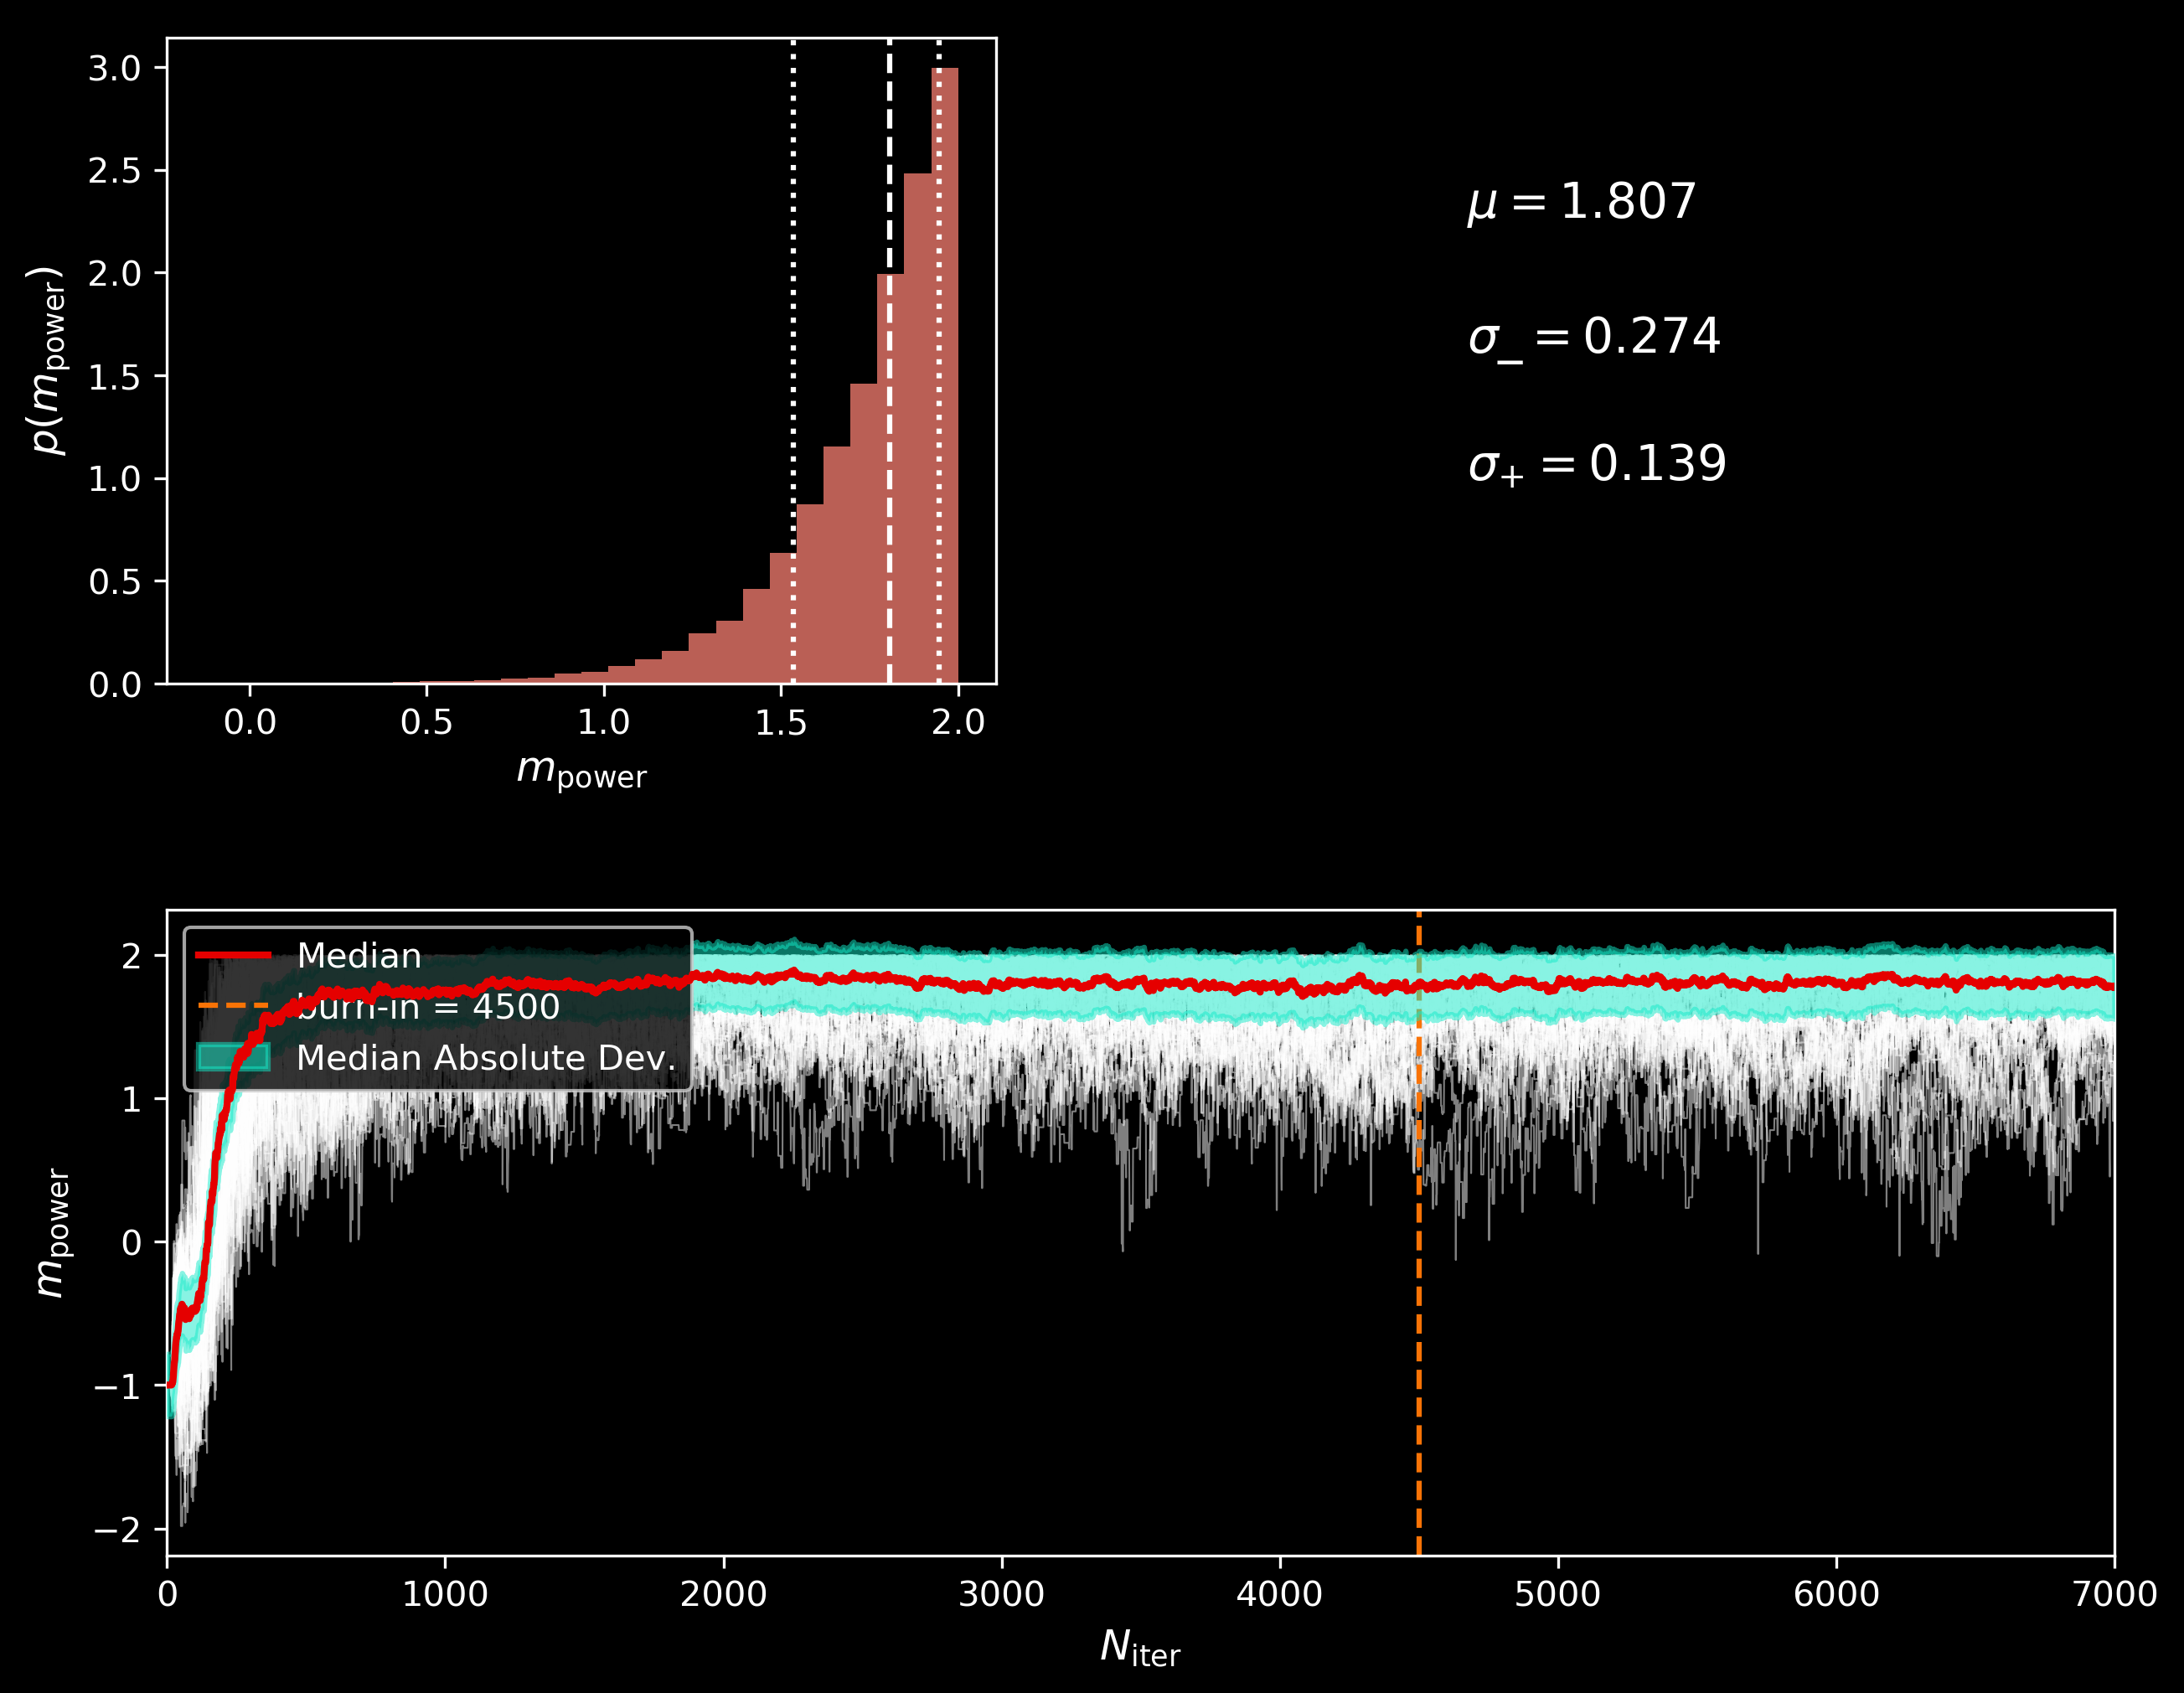 3.0
2.5
2.0
1.5
1.0
0.5
0.0
p(m_power)
0.0 0.5 1.0 1.5 2.0
m_power
μ = 1.807
σ_− = 0.274
σ_+ = 0.139
Median
burn-in = 4500
Median Absolute Dev.
2
1
0
−1
−2
m_power
0 1000 2000 3000 4000 5000 6000 7000
N_iter